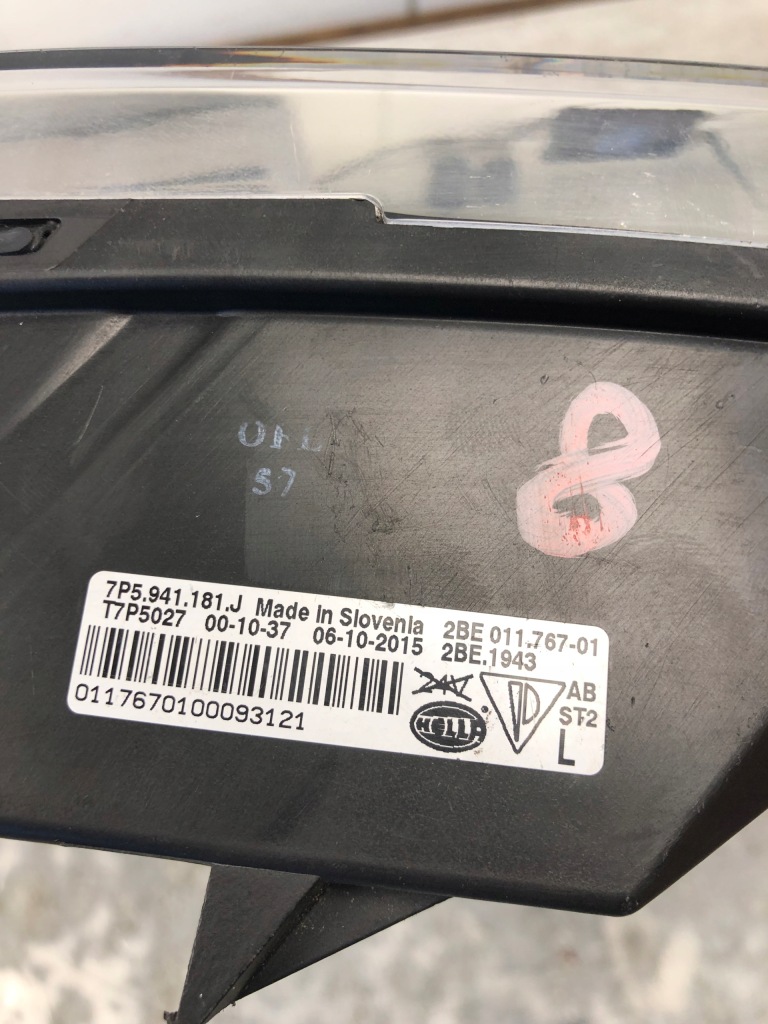 8
57
7P5.941.181.J Made in Slovenia 2BE 011.767-01
T7P5027 00-10-37 06-10-2015 2BE.1943
24V
AB
ST2
HELLA
L
0117670100093121